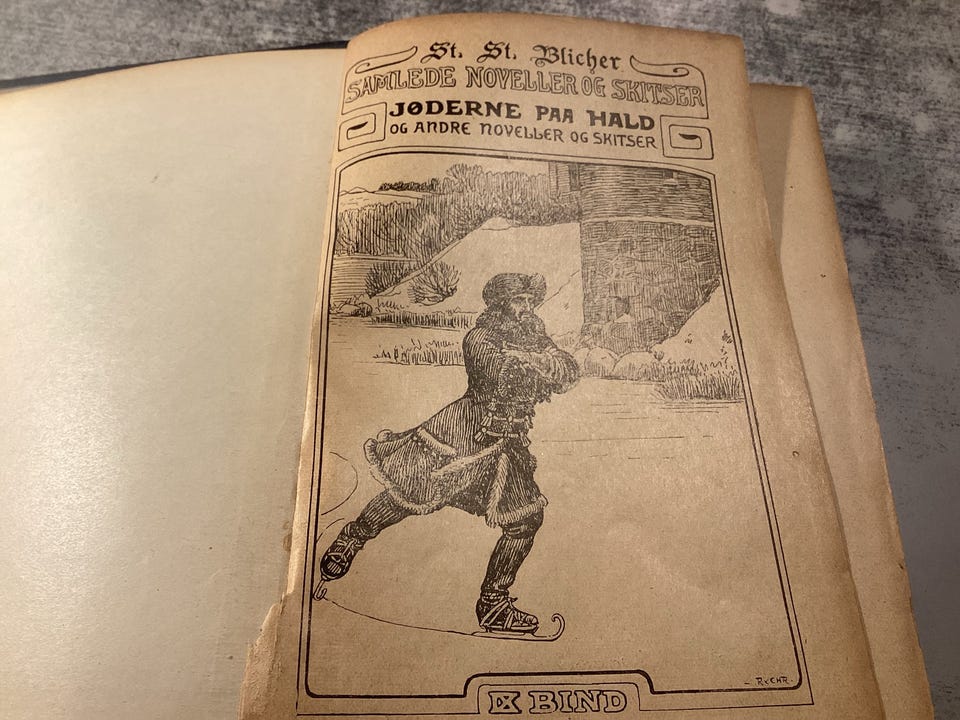 St. St. Blicher
SAMLEDE NOVELLER OG SKITSER
JØDERNE PAA HALD
OG ANDRE NOVELLER OG SKITSER
IX BIND